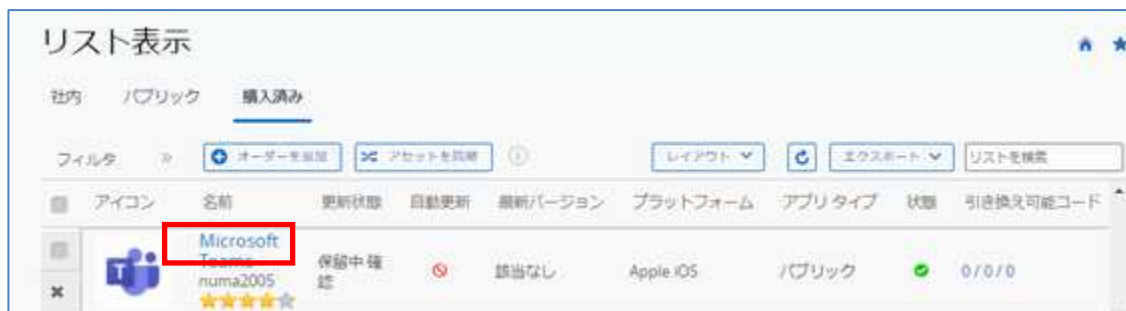 リスト表示
社内 パブリック 購入済み
フィルタ » オーダーを追加 アセットを同期 レイアウト エクスポート リストを検索
アイコン 名前 更新状態 自動更新 最新バージョン プラットフォーム アプリ タイプ 状態 引き換え可能コード
Microsoft
Teams
numa2005
保留中 確
認
該当なし Apple iOS パブリック 0/0/0